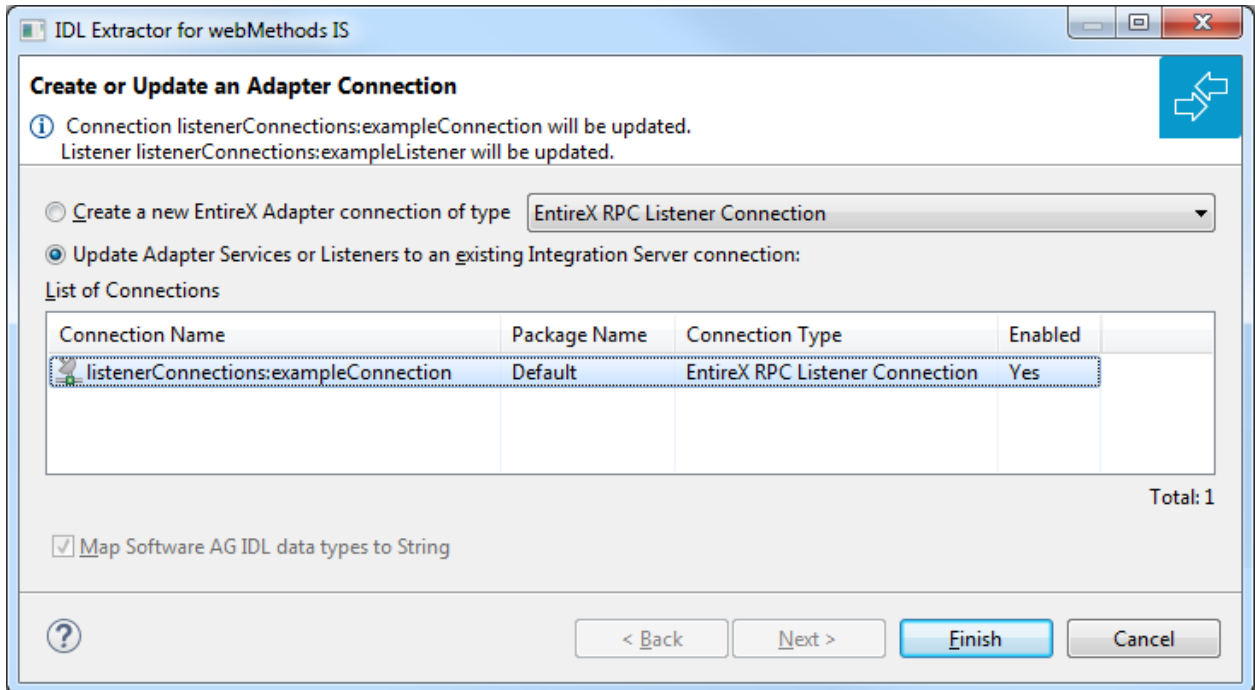 IDL Extractor for webMethods IS
Create or Update an Adapter Connection
Connection listenerConnections:exampleConnection will be updated.
Listener listenerConnections:exampleListener will be updated.
Create a new EntireX Adapter connection of type EntireX RPC Listener Connection
Update Adapter Services or Listeners to an existing Integration Server connection:
List of Connections
Connection Name Package Name Connection Type Enabled
listenerConnections:exampleConnection Default EntireX RPC Listener Connection Yes
Total: 1
Map Software AG IDL data types to String
< Back Next > Finish Cancel